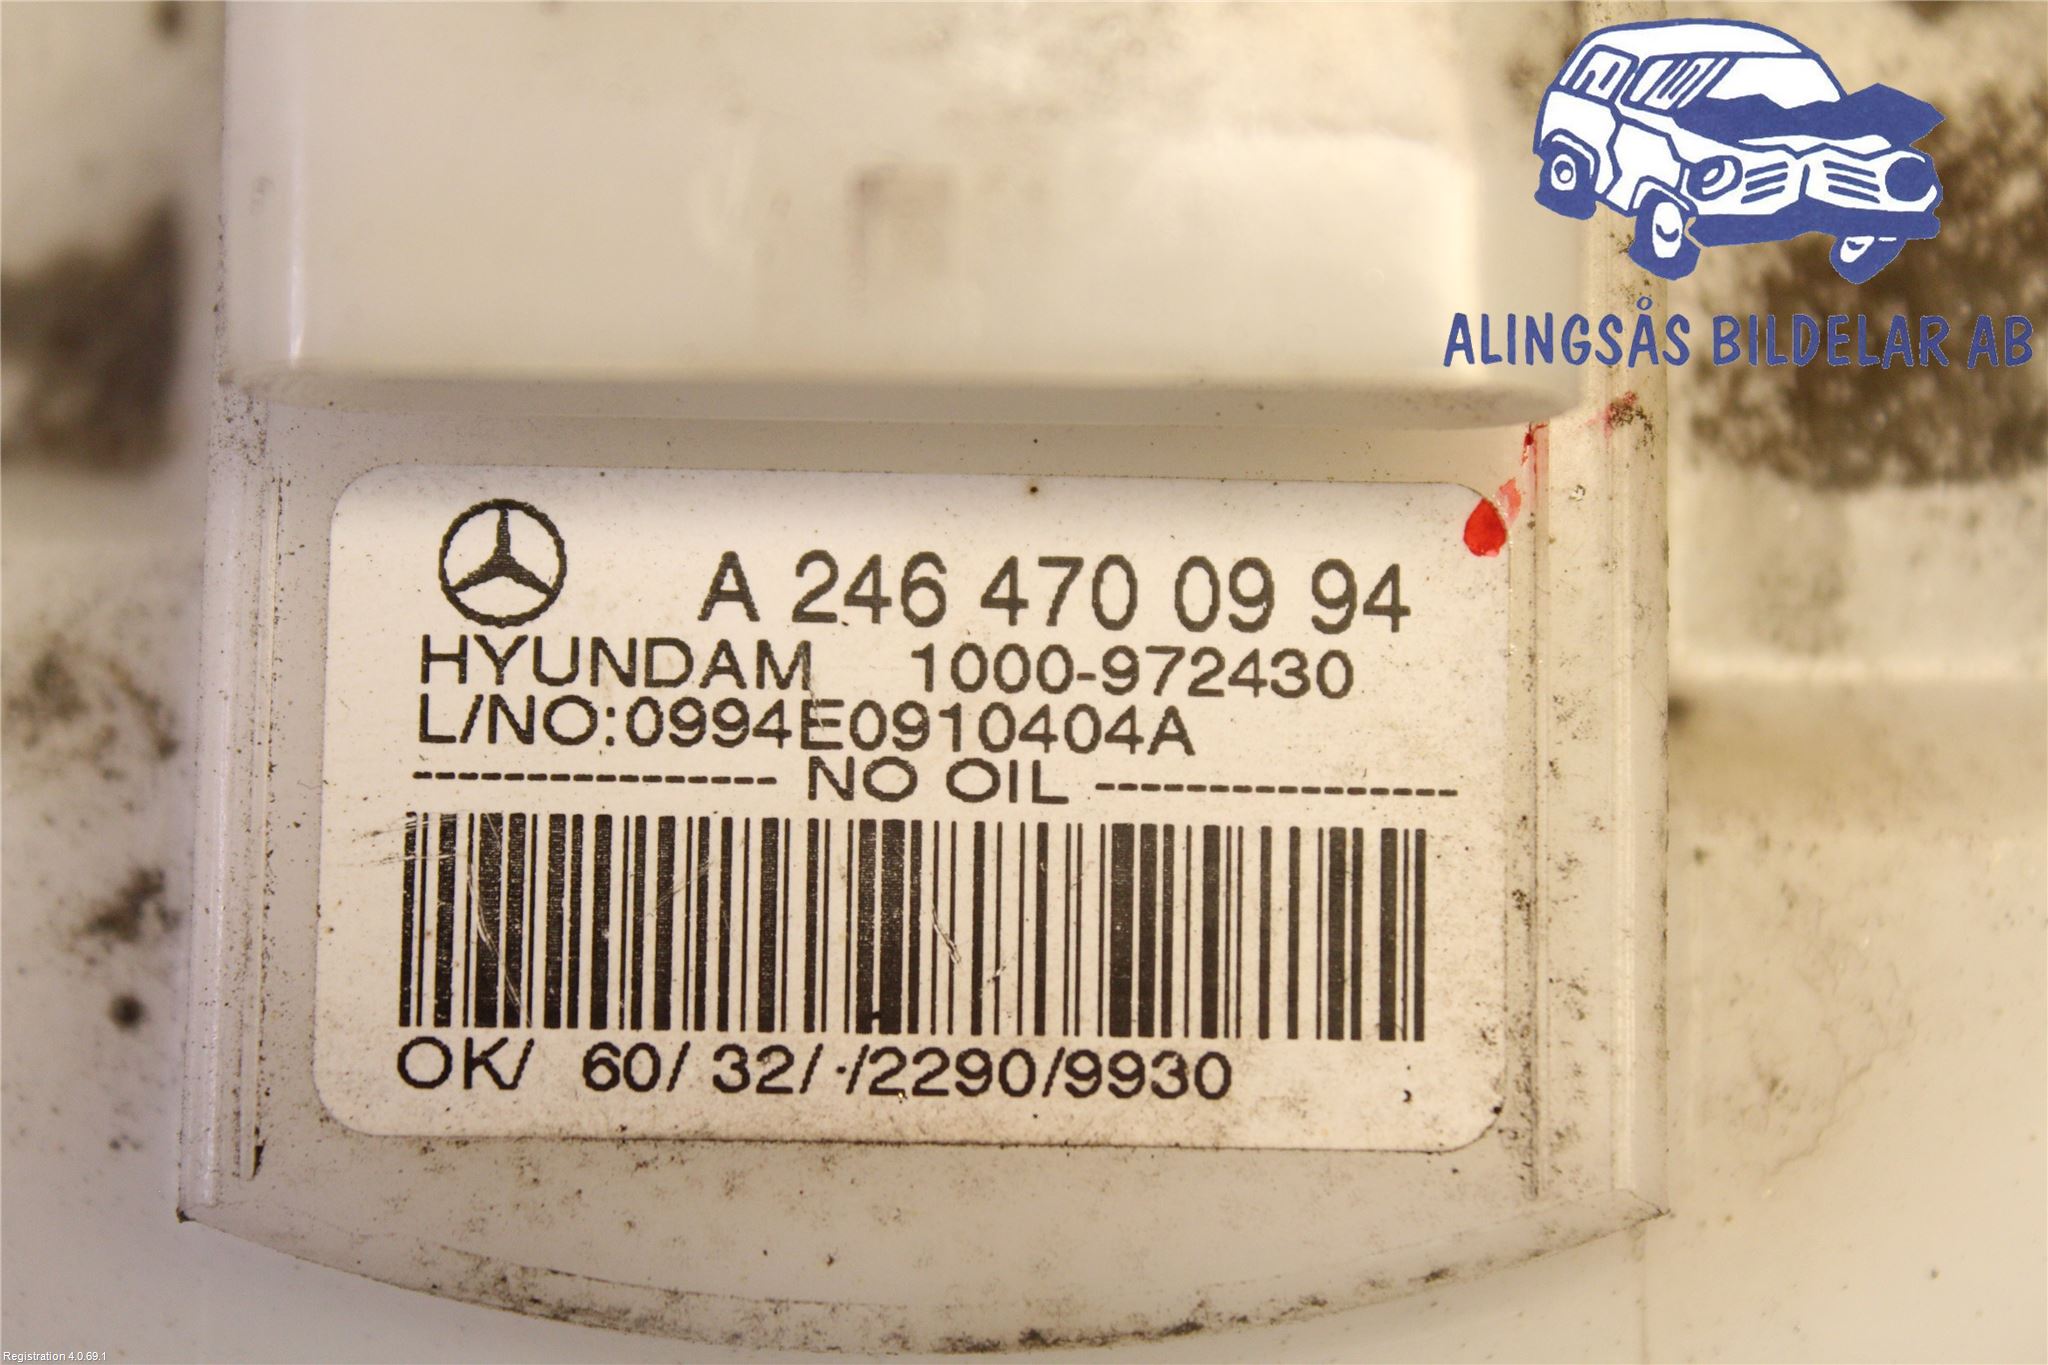 ALINGSÅS BILDELAR AB
A 246 470 09 94
HYUNDAM 1000-972430
L/NO:0994E0910404A
----------------- NO OIL -----------------
OK/ 60/ 32/ -/2290/9930
Registration 4.0.69.1